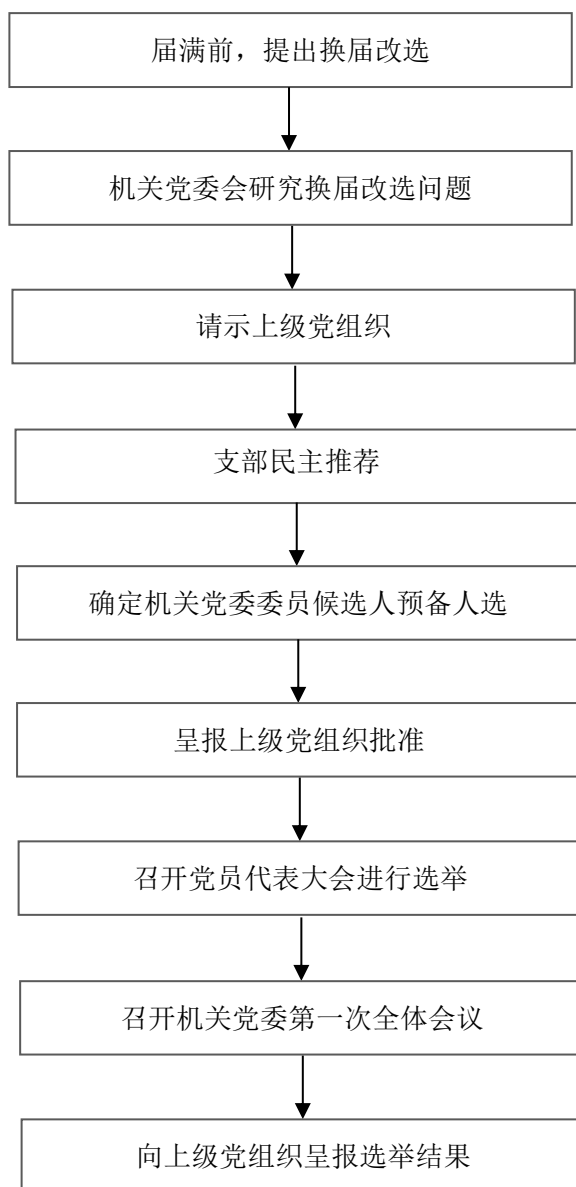 届满前，提出换届改选
机关党委会研究换届改选问题
请示上级党组织
支部民主推荐
确定机关党委委员候选人预备人选
呈报上级党组织批准
召开党员代表大会进行选举
召开机关党委第一次全体会议
向上级党组织呈报选举结果